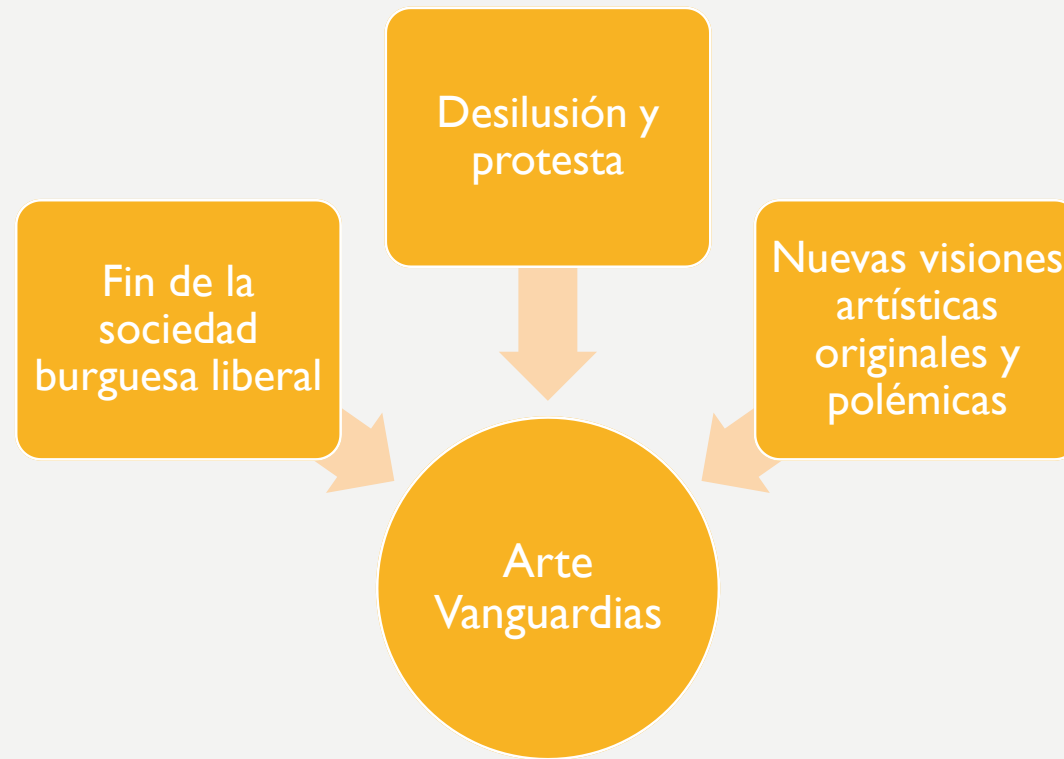 Desilusión y
protesta
Fin de la
sociedad
burguesa liberal
Nuevas visiones
artísticas
originales y
polémicas
Arte
Vanguardias